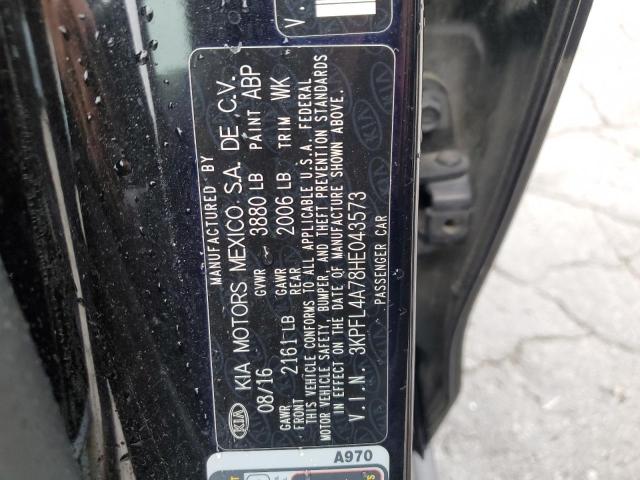 MANUFACTURED BY
KIA KIA MOTORS MEXICO S.A. DE C.V.
08/16 GVWR 3880 LB PAINT ABP
GAWR FRONT 2161 LB GAWR REAR 2006 LB TRIM WK
THIS VEHICLE CONFORMS TO ALL APPLICABLE U.S.A. FEDERAL
MOTOR VEHICLE SAFETY, BUMPER, AND THEFT PREVENTION STANDARDS
IN EFFECT ON THE DATE OF MANUFACTURE SHOWN ABOVE.
V.I.N. 3KPFL4A78HE043573
PASSENGER CAR
A970
V.